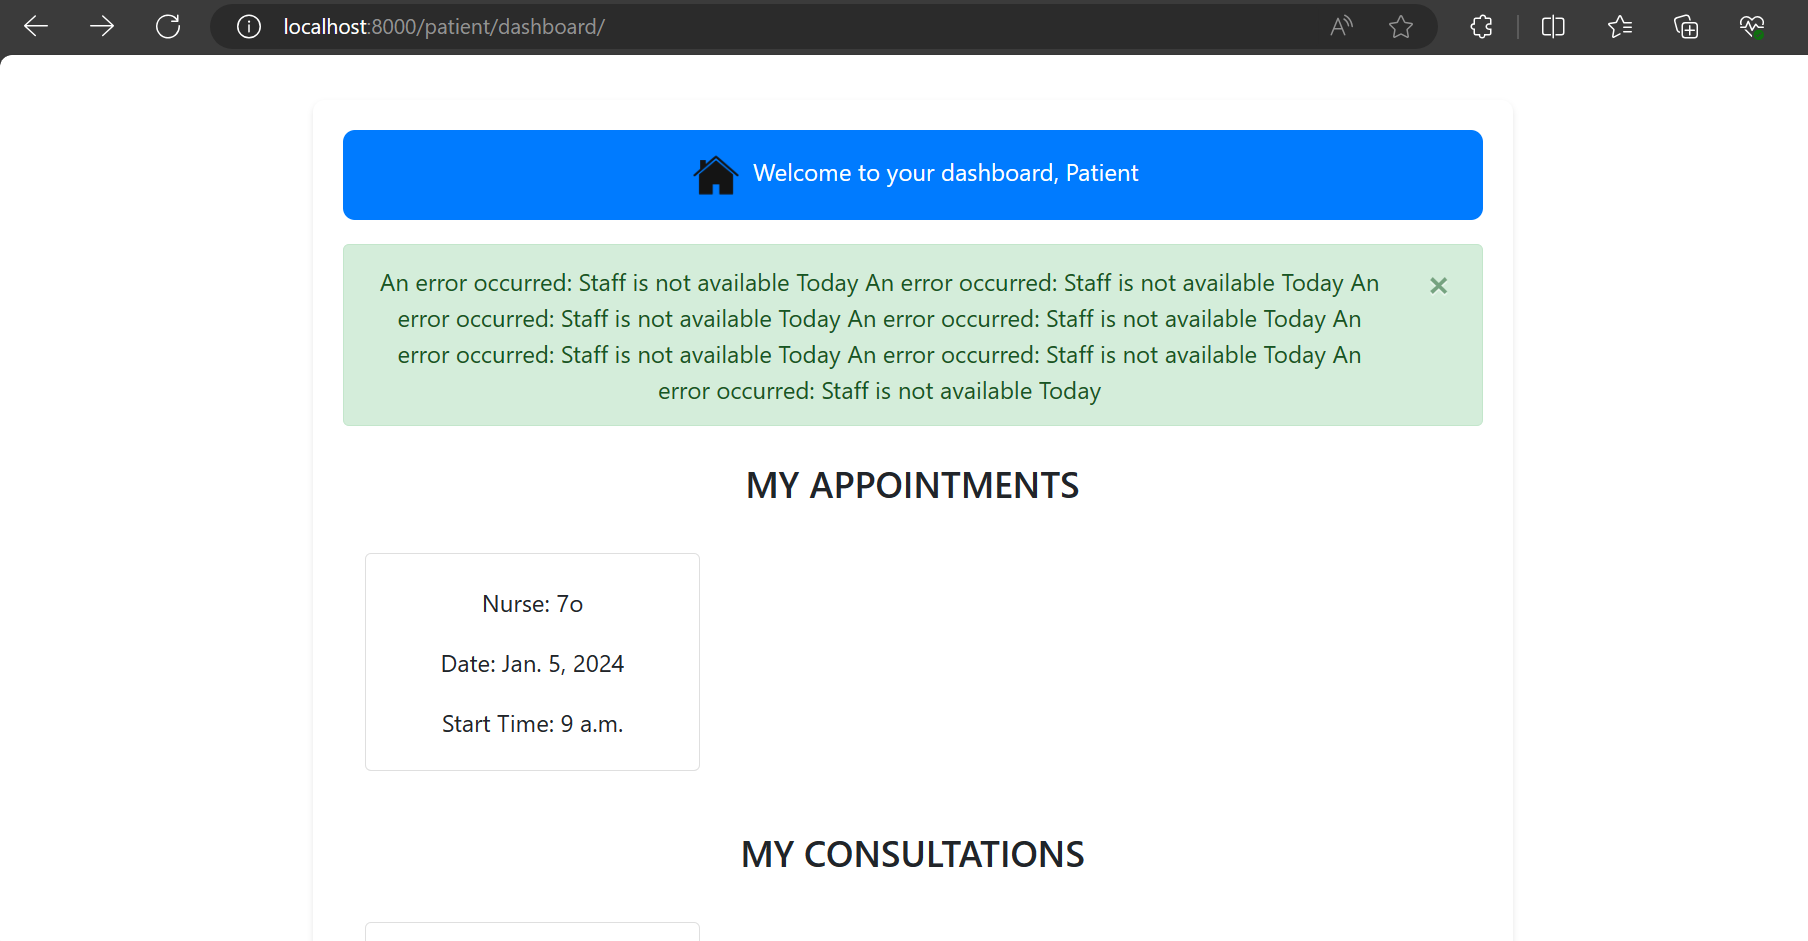 localhost:8000/patient/dashboard/
Welcome to your dashboard, Patient
An error occurred: Staff is not available Today An error occurred: Staff is not available Today An
error occurred: Staff is not available Today An error occurred: Staff is not available Today An
error occurred: Staff is not available Today An error occurred: Staff is not available Today An
error occurred: Staff is not available Today
×
MY APPOINTMENTS
Nurse: 7o
Date: Jan. 5, 2024
Start Time: 9 a.m.
MY CONSULTATIONS